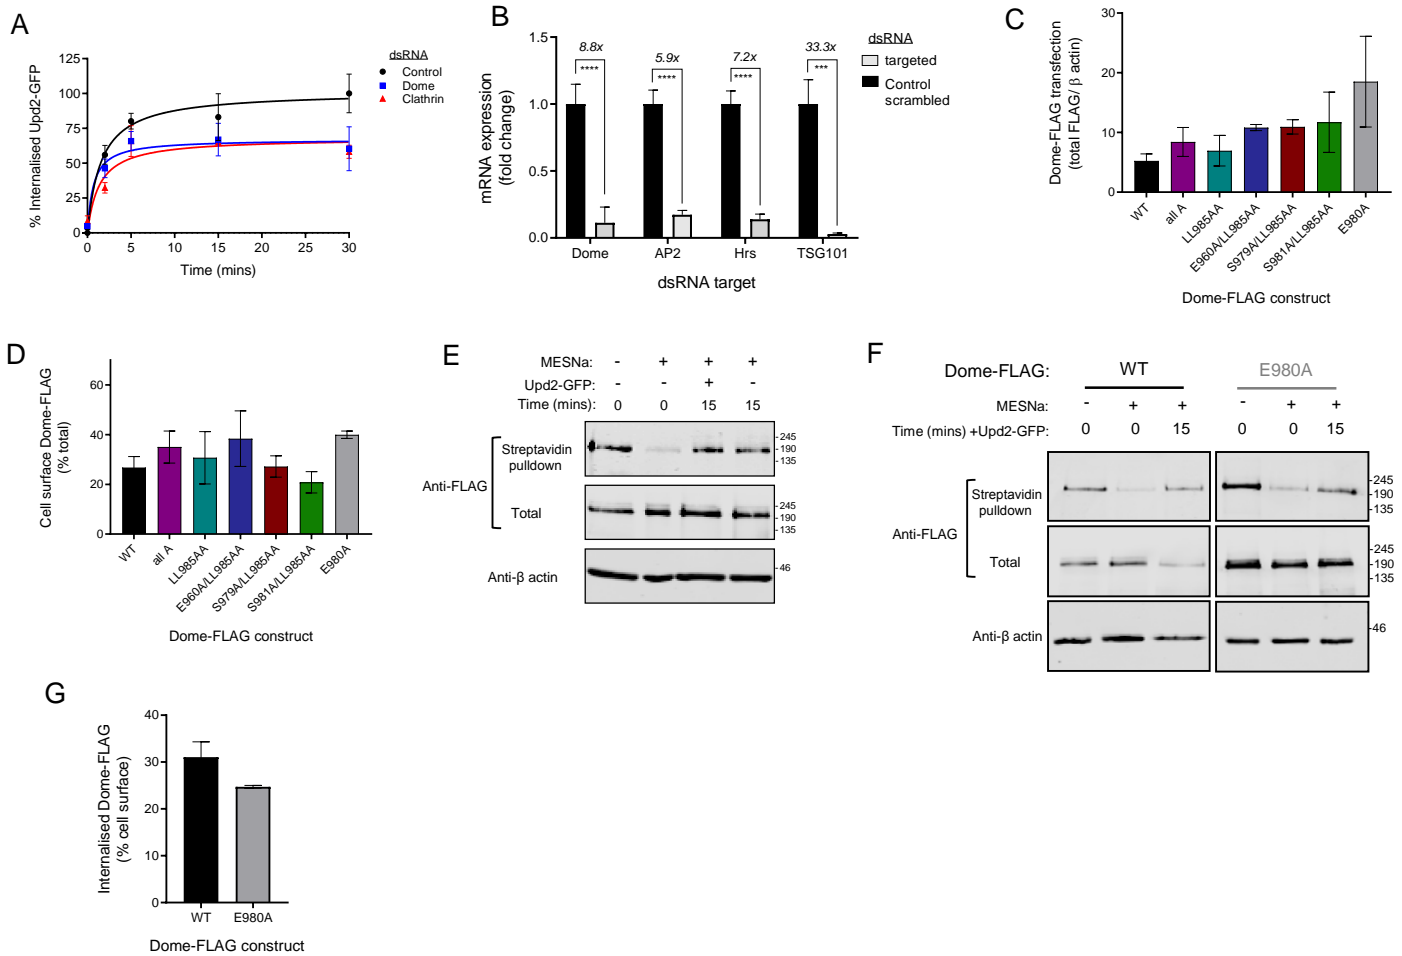 A
125
100
75
50
25
0
% Internalised Upd2-GFP
0 5 10 15 20 25 30
Time (mins)
dsRNA
Control
Dome
Clathrin
B
1.5
1.0
0.5
0.0
mRNA expression
(fold change)
8.8x 5.9x 7.2x 33.3x
**** **** **** ***
Dome AP2 Hrs TSG101
dsRNA target
dsRNA
targeted
Control
scrambled
C
30
20
10
0
Dome-FLAG transfection
(total FLAG/ β actin)
WT
all A
LL985AA
E960A/LL985AA
S979A/LL985AA
S981A/LL985AA
E980A
Dome-FLAG construct
D
60
40
20
0
Cell surface Dome-FLAG
(% total)
WT
all A
LL985AA
E960A/LL985AA
S979A/LL985AA
S981A/LL985AA
E980A
Dome-FLAG construct
E
MESNa: - + + +
Upd2-GFP: - - + -
Time (mins): 0 0 15 15
Anti-FLAG
Streptavidin
pulldown
-245
-190
-135
Total
-245
-190
-135
Anti-β actin
-46
F
Dome-FLAG: WT E980A
MESNa: - + + - + +
Time (mins) +Upd2-GFP: 0 0 15 0 0 15
Anti-FLAG
Streptavidin
pulldown
-245
-190
-135
Total
-245
-190
-135
Anti-β actin
-46
G
40
30
20
10
0
Internalised Dome-FLAG
(% cell surface)
WT E980A
Dome-FLAG construct